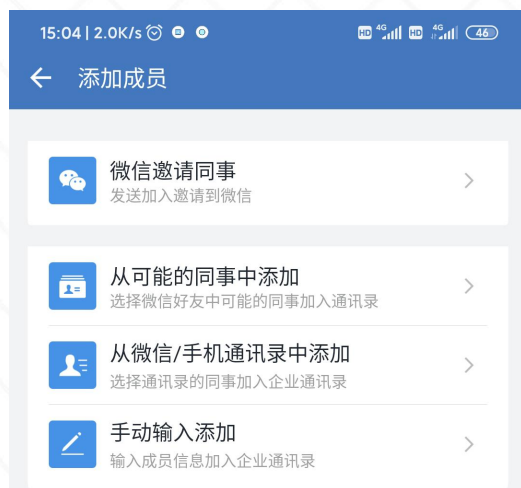 15:04 | 2.0K/s HD 4G HD 4G 46
添加成员
微信邀请同事
发送加入邀请到微信
从可能的同事中添加
选择微信好友中可能的同事加入通讯录
从微信/手机通讯录中添加
选择通讯录的同事加入企业通讯录
手动输入添加
输入成员信息加入企业通讯录